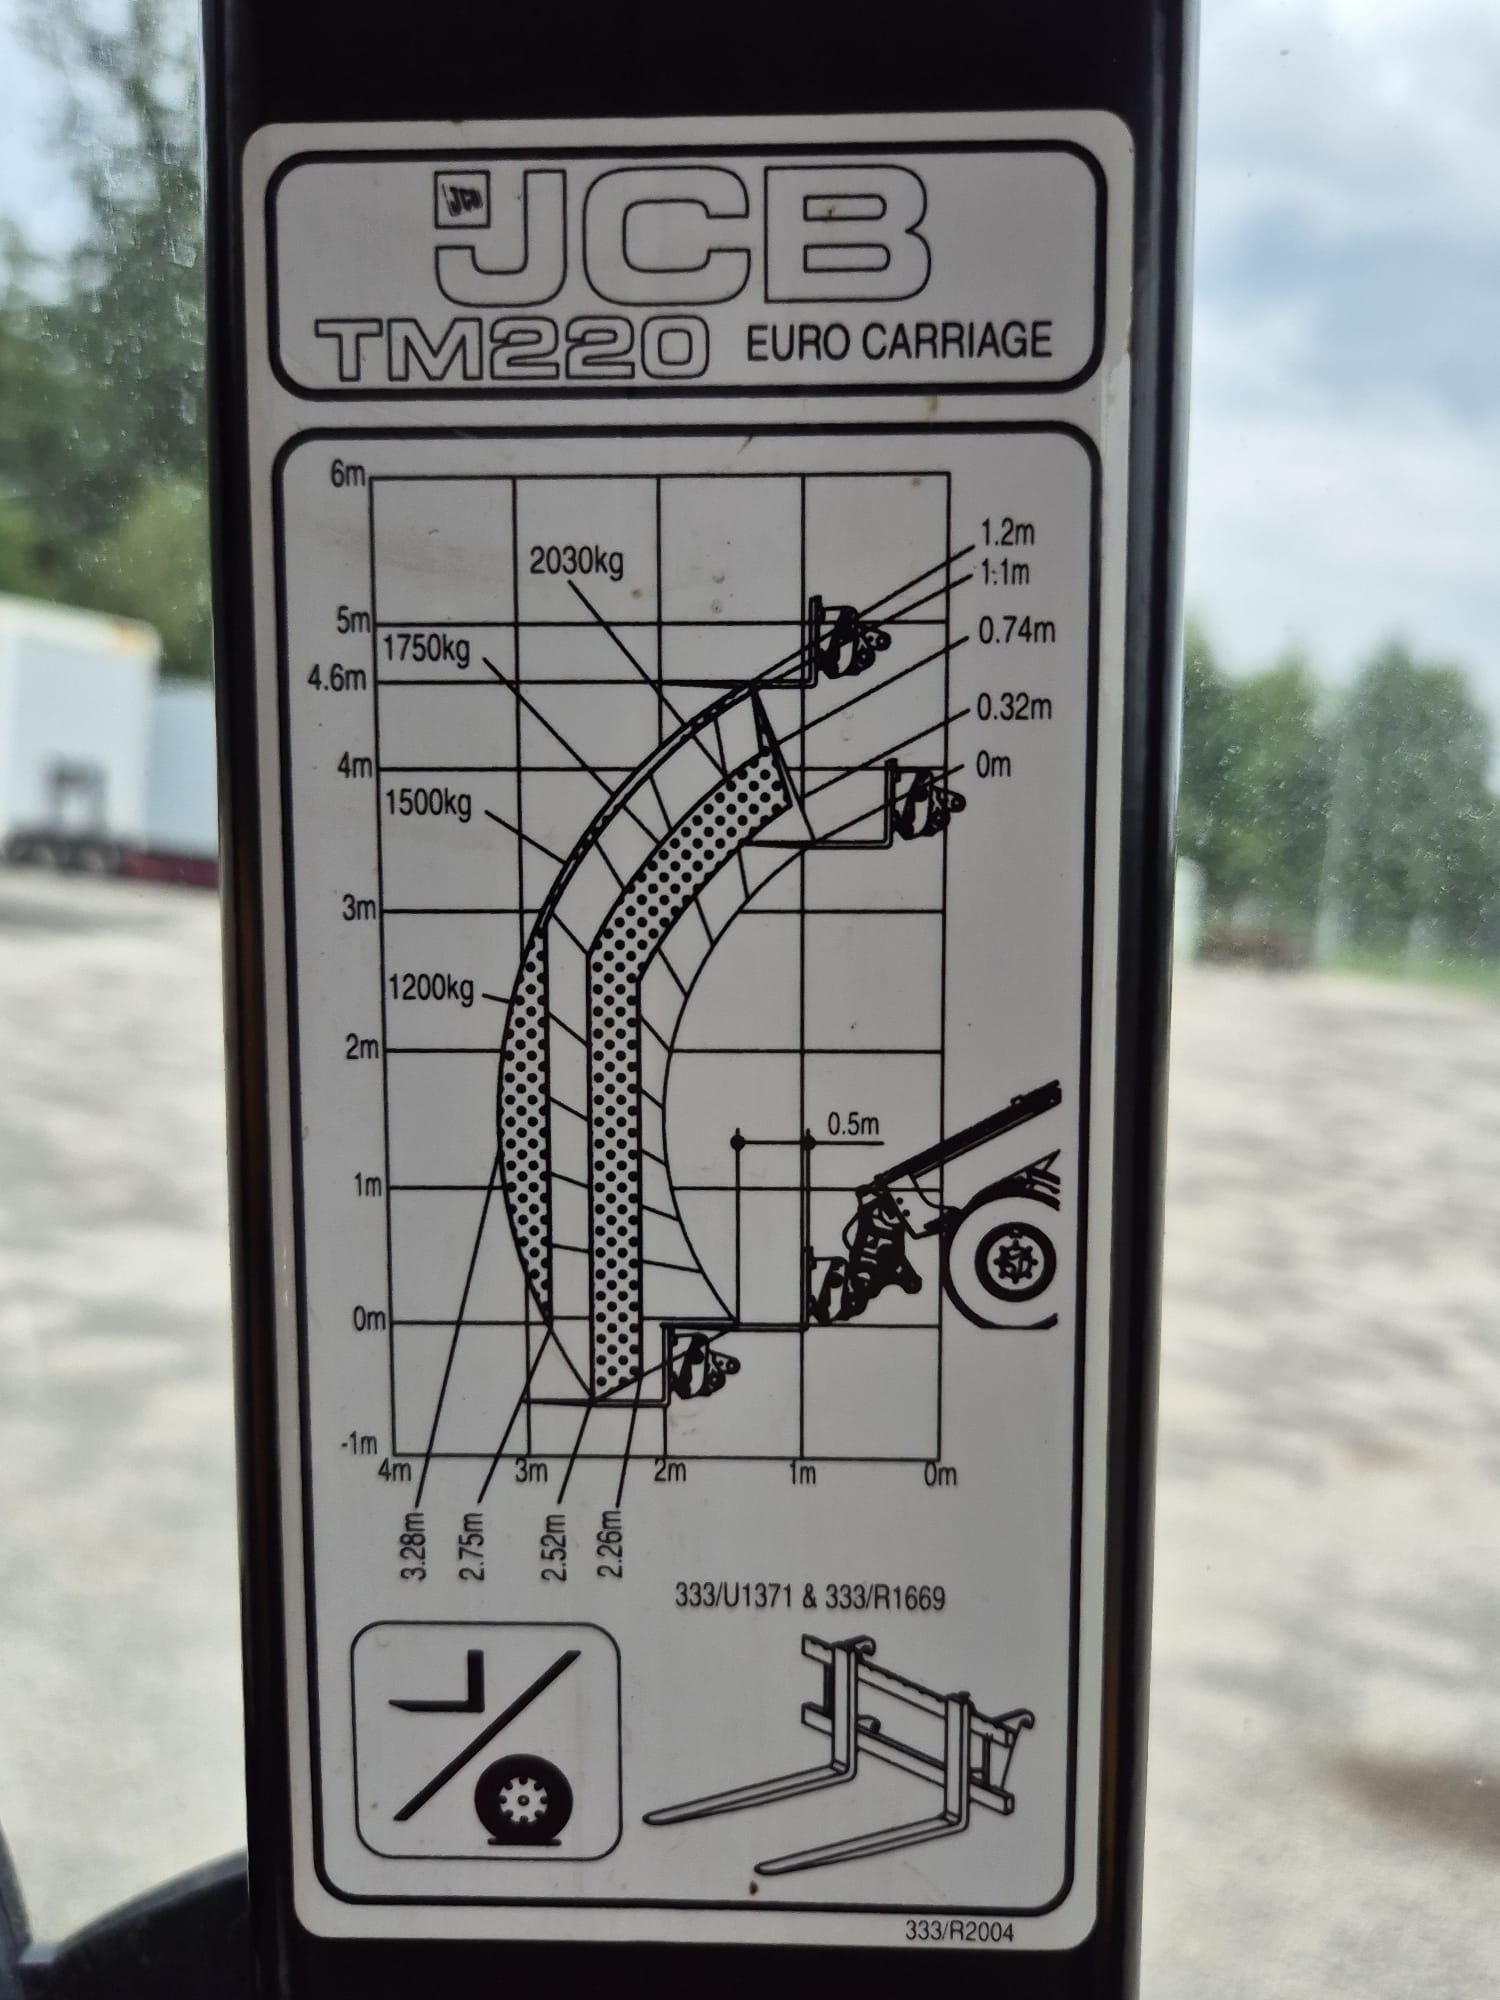 JCB
JCB
TM220 EURO CARRIAGE
6m
5m
4.6m
4m
3m
2m
1m
0m
-1m
2030kg
1750kg
1500kg
1200kg
1.2m
1.1m
0.74m
0.32m
0m
0.5m
4m 3m 2m 1m 0m
3.28m
2.75m
2.52m
2.26m
333/U1371 & 333/R1669
333/R2004